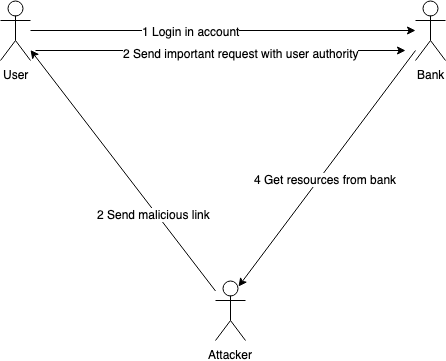 1 Login in account
2 Send important request with user authority
User
Bank
4 Get resources from bank
2 Send malicious link
Attacker